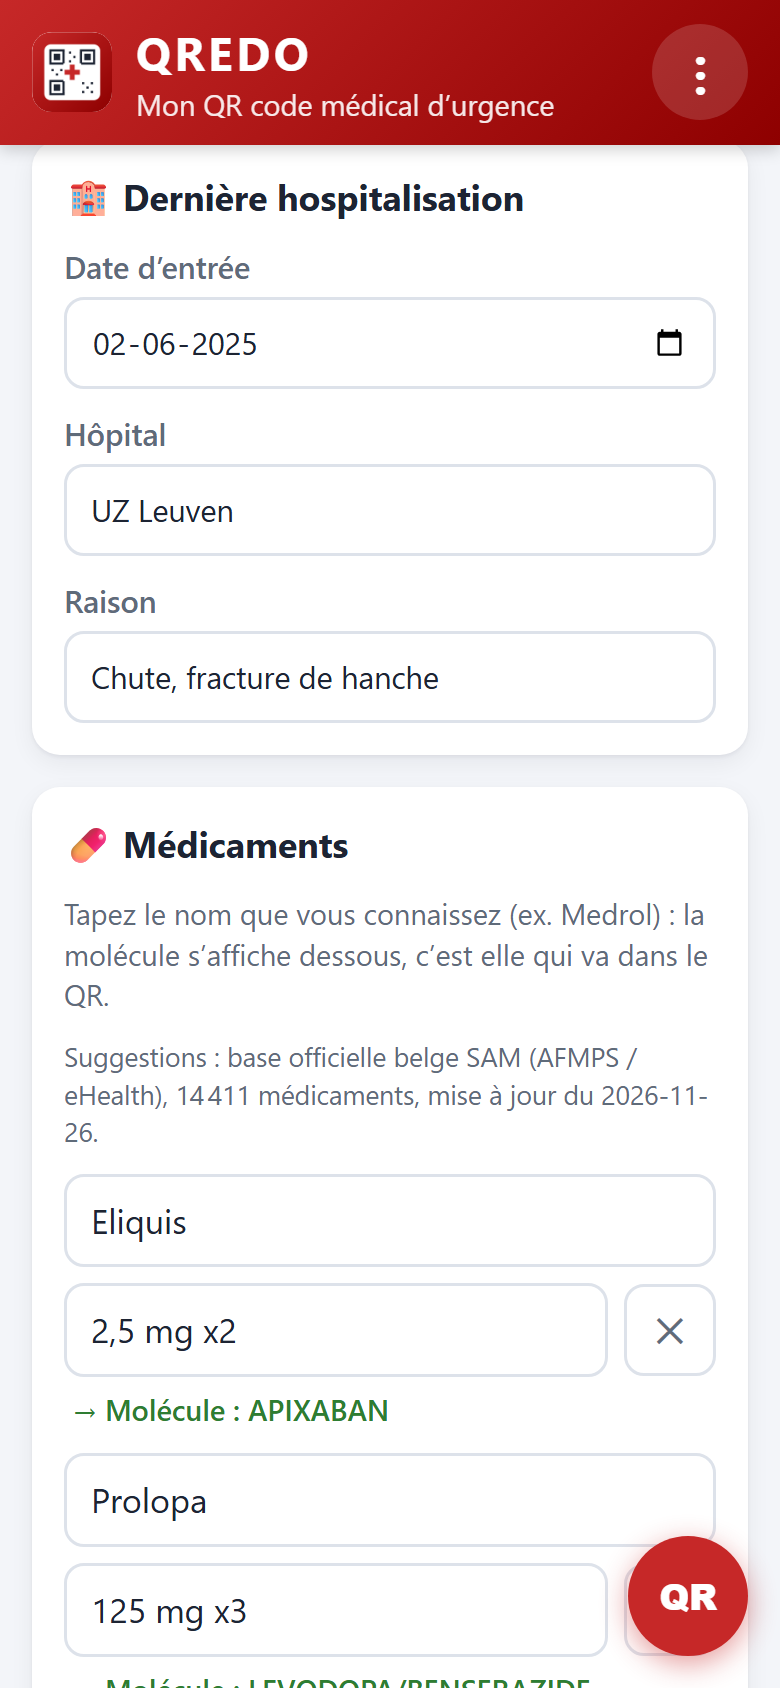 QREDO
Mon QR code médical d’urgence
Dernière hospitalisation
Date d’entrée
02-06-2025
Hôpital
UZ Leuven
Raison
Chute, fracture de hanche
Médicaments
Tapez le nom que vous connaissez (ex. Medrol) : la
molécule s’affiche dessous, c’est elle qui va dans le
QR.
Suggestions : base officielle belge SAM (AFMPS /
eHealth), 14 411 médicaments, mise à jour du 2026-11-
26.
Eliquis
2,5 mg x2
→ Molécule : APIXABAN
Prolopa
125 mg x3
QR
Molécule : LEVODOPA/BENSERAZIDE